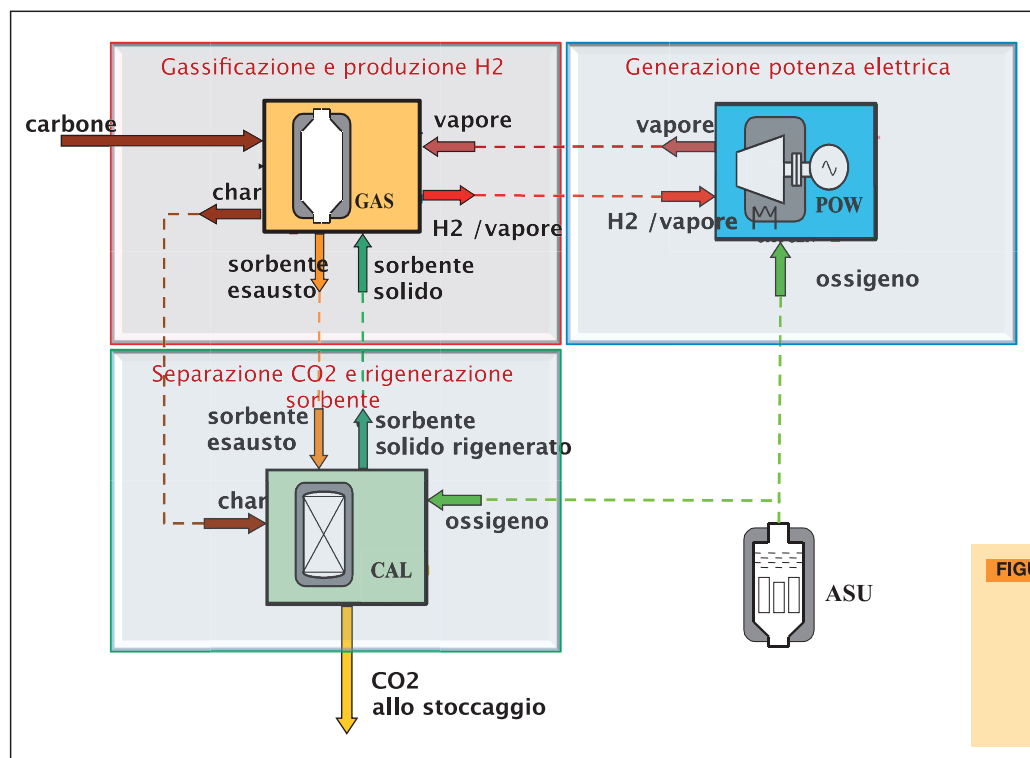 Gassificazione e produzione H2
carbone
vapore
char
GAS
H2 /vapore
sorbente
esausto
sorbente
solido
Generazione potenza elettrica
vapore
POW
H2 /vapore
ossigeno
Separazione CO2 e rigenerazione
sorbente
sorbente
esausto
sorbente
solido rigenerato
char
ossigeno
CAL
ASU
CO2
allo stoccaggio
FIGU